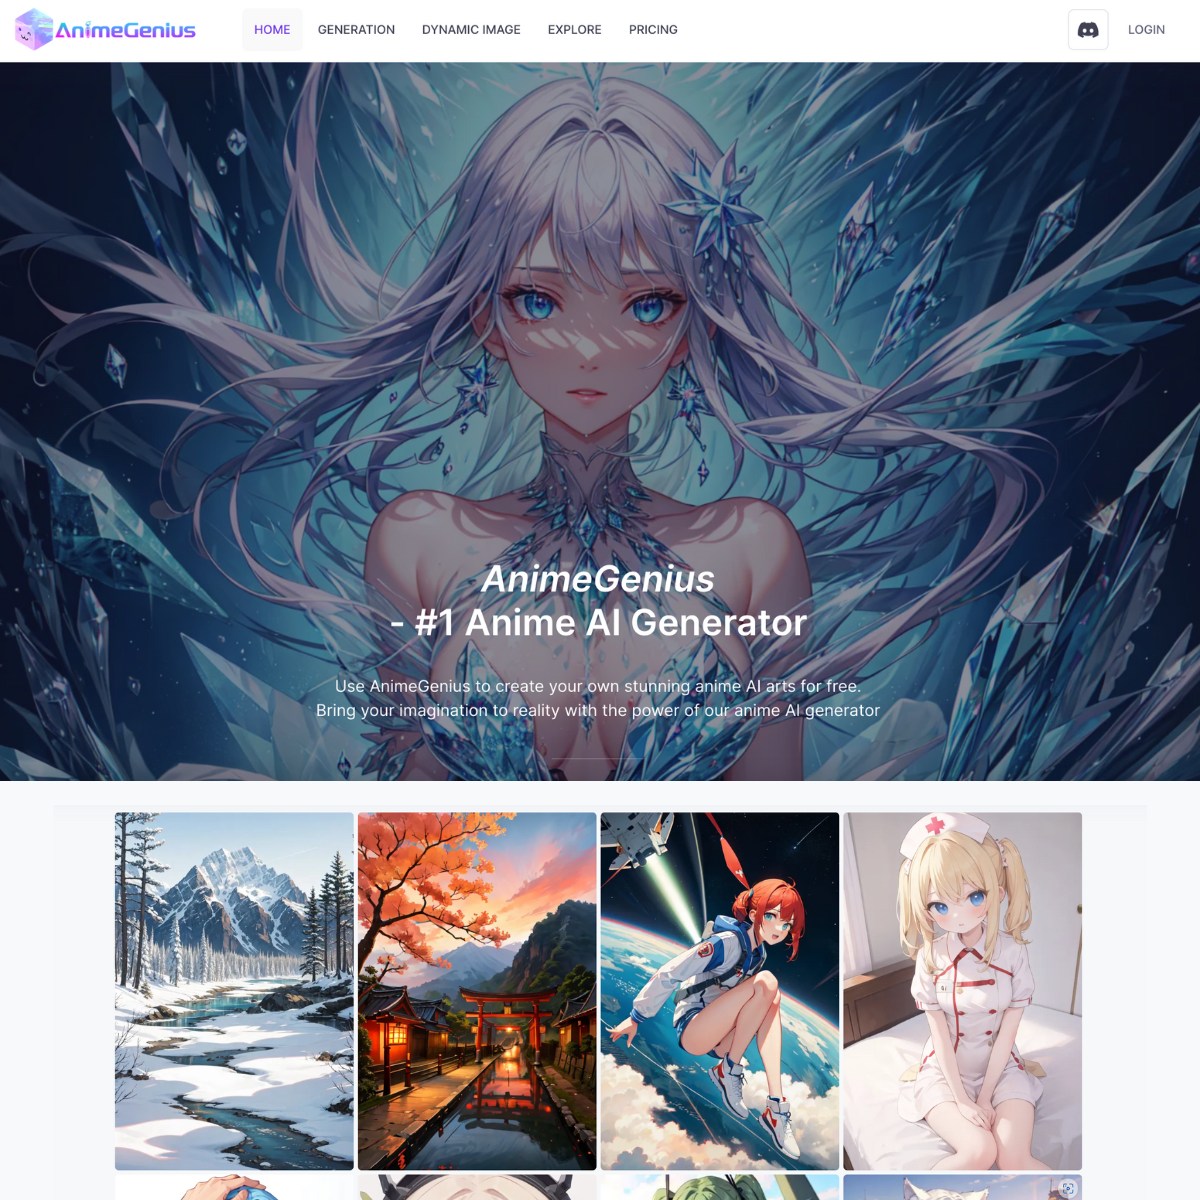 AnimeGenius
HOME
GENERATION
DYNAMIC IMAGE
EXPLORE
PRICING
LOGIN
AnimeGenius
- #1 Anime AI Generator
Use AnimeGenius to create your own stunning anime AI arts for free.
Bring your imagination to reality with the power of our anime AI generator